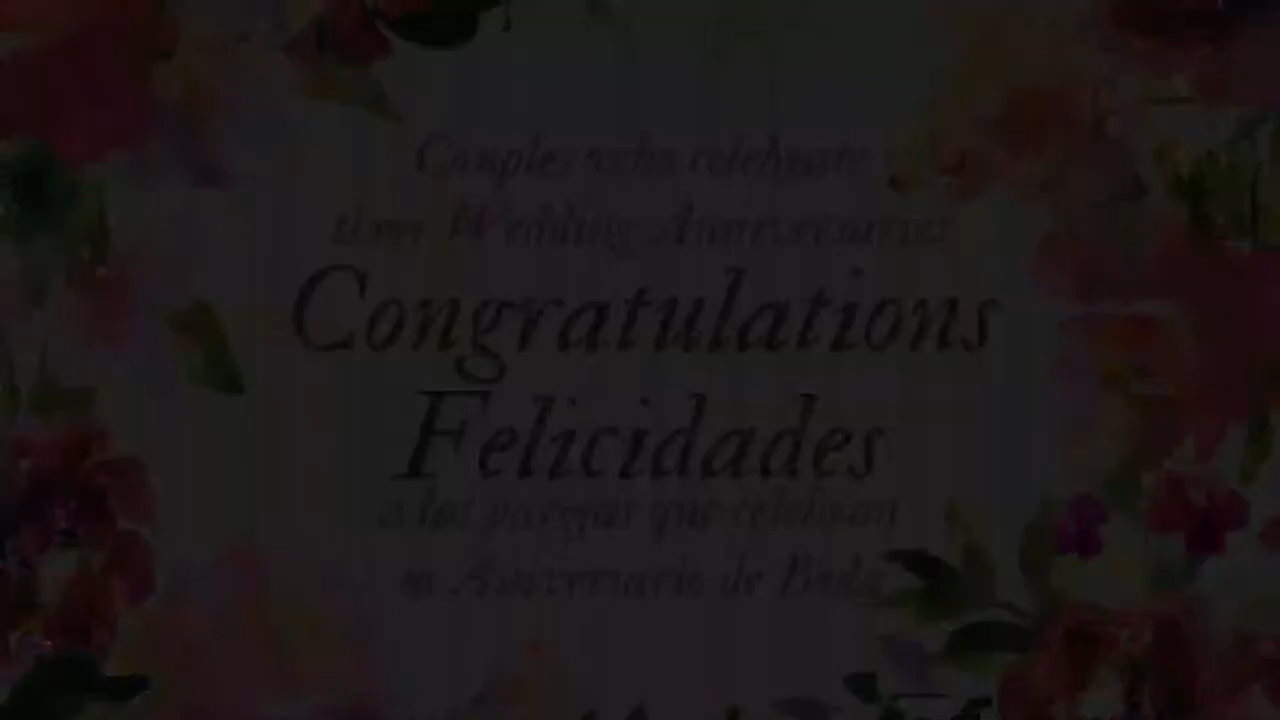 Couples who celebrate
their Wedding Anniversaries
Congratulations
Felicidades
a las parejas que celebran
su Aniversario de Boda